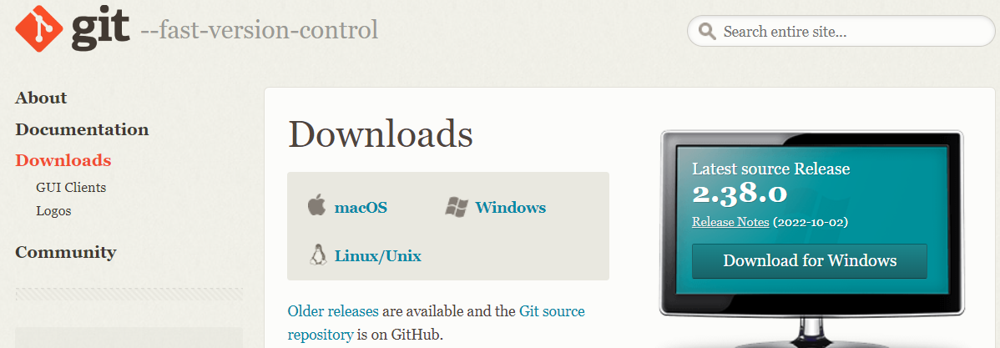 git --fast-version-control
Search entire site...
About
Documentation
Downloads
GUI Clients
Logos
Community
Downloads
macOS
Windows
Linux/Unix
Older releases are available and the Git source
repository is on GitHub.
Latest source Release
2.38.0
Release Notes (2022-10-02)
Download for Windows